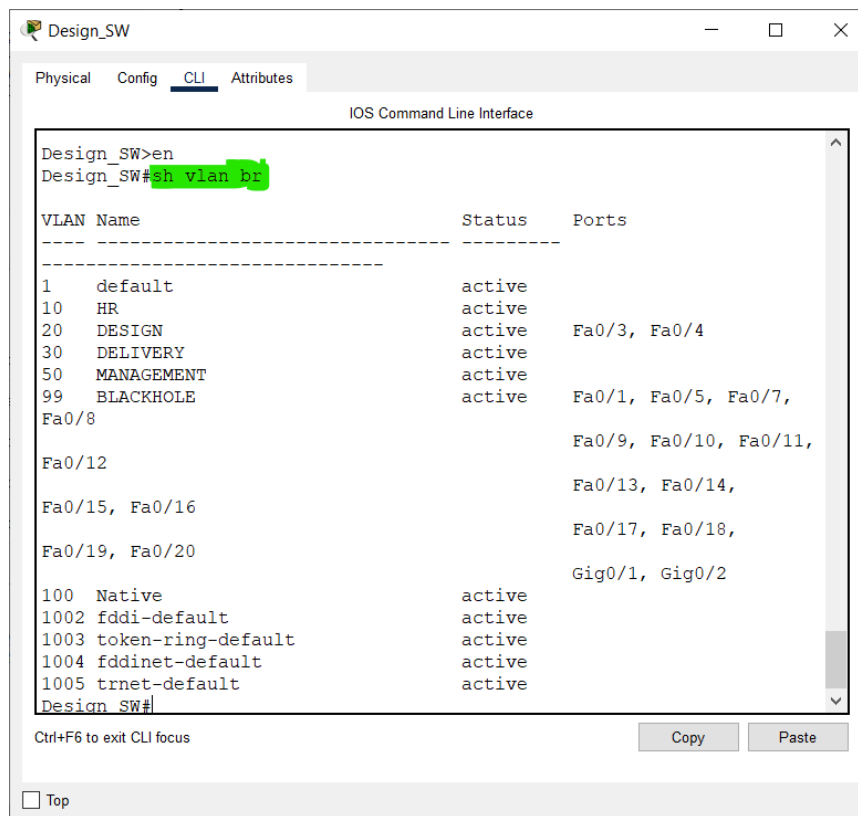 Design_SW
Physical Config CLI Attributes
IOS Command Line Interface
Design_SW>en
Design_SW#sh vlan br
VLAN Name Status Ports
---- -------------------------------- ---------
-------------------------------
1 default active
10 HR active
20 DESIGN active Fa0/3, Fa0/4
30 DELIVERY active
50 MANAGEMENT active
99 BLACKHOLE active Fa0/1, Fa0/5, Fa0/7,
Fa0/8
Fa0/9, Fa0/10, Fa0/11,
Fa0/12
Fa0/13, Fa0/14,
Fa0/15, Fa0/16
Fa0/17, Fa0/18,
Fa0/19, Fa0/20
Gig0/1, Gig0/2
100 Native active
1002 fddi-default active
1003 token-ring-default active
1004 fddinet-default active
1005 trnet-default active
Design_SW#
Ctrl+F6 to exit CLI focus
Copy Paste
Top